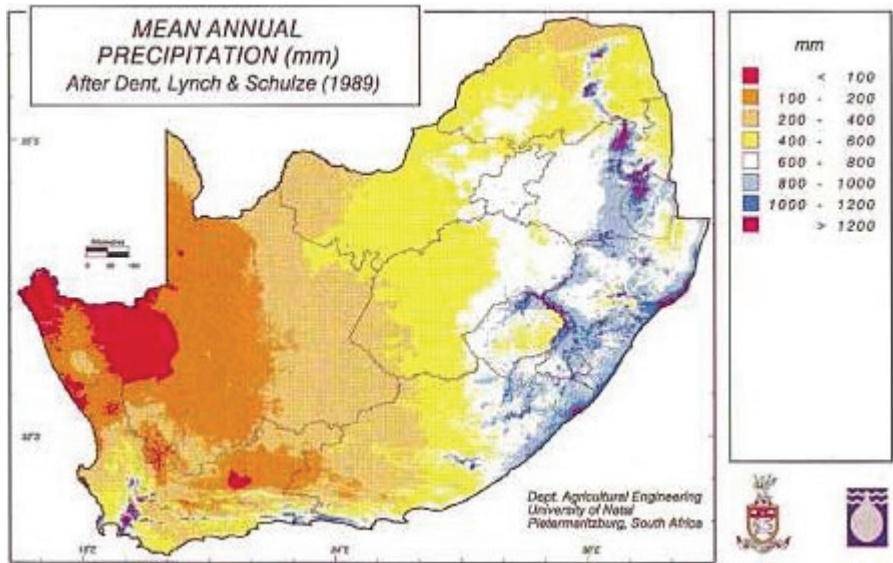 MEAN ANNUAL
PRECIPITATION (mm)
After Dent, Lynch & Schulze (1989)
mm
< 100
100 - 200
200 - 400
400 - 600
600 - 800
800 - 1000
1000 - 1200
> 1200
Dept. Agricultural Engineering
University of Natal
Pietermaritzburg, South Africa